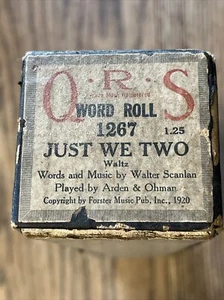 Q·R·S
WORD ROLL
1267 1.25
JUST WE TWO
Waltz
Words and Music by Walter Scanlan
Played by Arden & Ohman
Copyright by Forster Music Pub. Inc., 1920